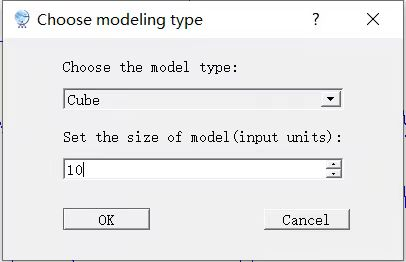 Choose modeling type
Choose the model type:
Cube
Set the size of model(input units):
10
OK Cancel